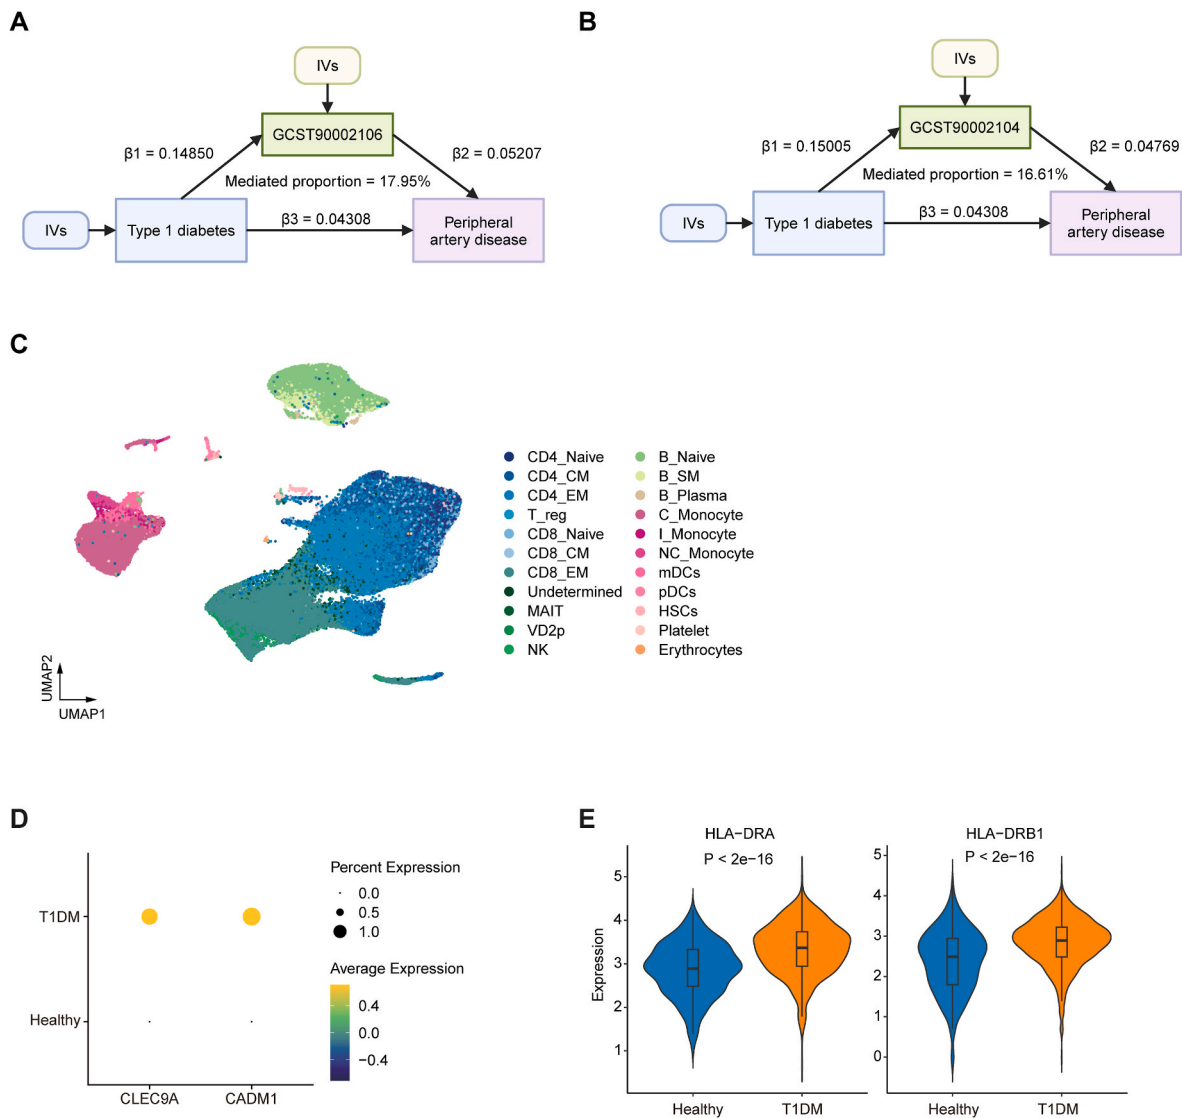 A
IVs
GCST90002106
β1 = 0.14850
β2 = 0.05207
Mediated proportion = 17.95%
IVs
Type 1 diabetes
β3 = 0.04308
Peripheral
artery disease
B
IVs
GCST90002104
β1 = 0.15005
β2 = 0.04769
Mediated proportion = 16.61%
IVs
Type 1 diabetes
β3 = 0.04308
Peripheral
artery disease
C
CD4_Naive
CD4_CM
CD4_EM
T_reg
CD8_Naive
CD8_CM
CD8_EM
Undetermined
MAIT
VD2p
NK
B_Naive
B_SM
B_Plasma
C_Monocyte
I_Monocyte
NC_Monocyte
mDCs
pDCs
HSCs
Platelet
Erythrocytes
UMAP2
UMAP1
D
T1DM
Healthy
CLEC9A
CADM1
Percent Expression
0.0
0.5
1.0
Average Expression
0.4
0.0
−0.4
E
HLA−DRA
P < 2e−16
Expression
5
4
3
2
1
Healthy
T1DM
HLA−DRB1
P < 2e−16
5
4
3
2
1
0
Healthy
T1DM